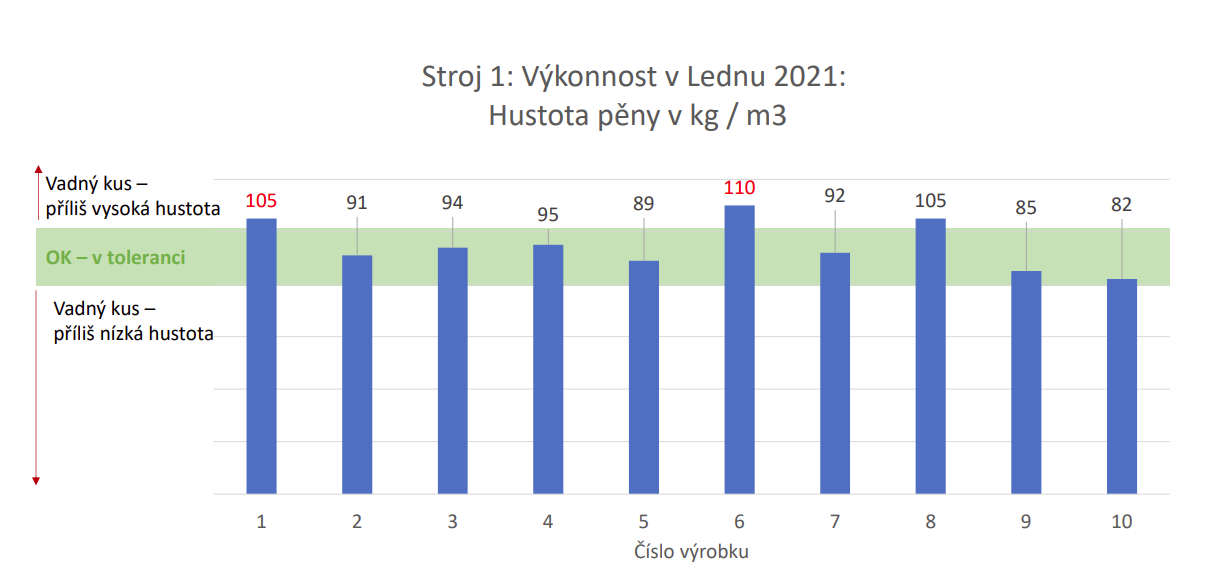 Stroj 1: Výkonnost v Lednu 2021:
Hustota pěny v kg / m3
Vadný kus –
příliš vysoká hustota
OK – v toleranci
Vadný kus –
příliš nízká hustota
105 91 94 95 89 110 92 105 85 82
1 2 3 4 5 6 7 8 9 10
Číslo výrobku